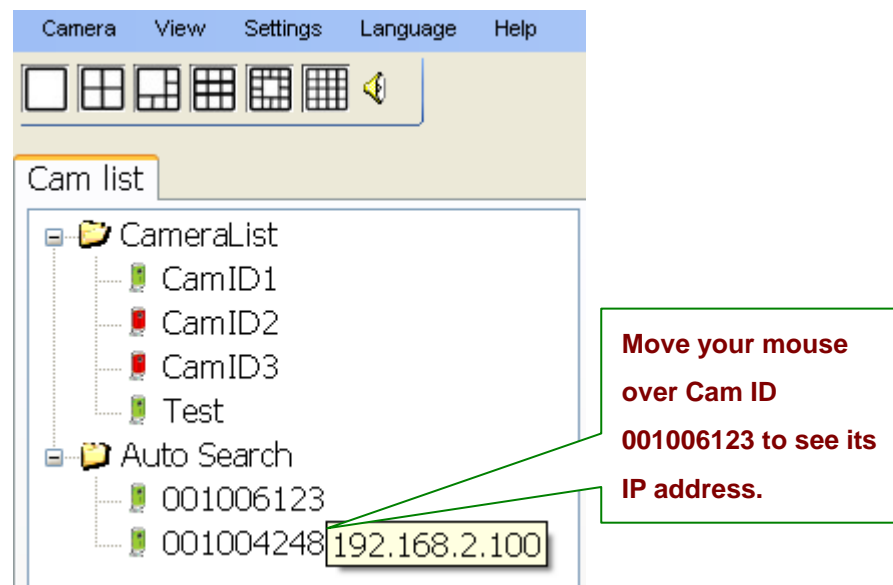 Camera View Settings Language Help
Cam list
CameraList
CamID1
CamID2
CamID3
Test
Auto Search
001006123
001004248 192.168.2.100
Move your mouse
over Cam ID
001006123 to see its
IP address.